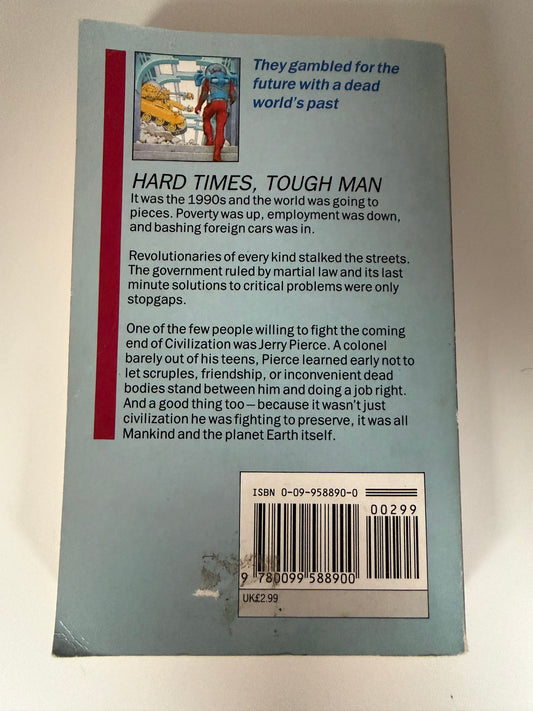 They gambled for the
future with a dead
world's past
HARD TIMES, TOUGH MAN
It was the 1990s and the world was going to
pieces. Poverty was up, employment was down,
and bashing foreign cars was in.
Revolutionaries of every kind stalked the streets.
The government ruled by martial law and its last
minute solutions to critical problems were only
stopgaps.
One of the few people willing to fight the coming
end of Civilization was Jerry Pierce. A colonel
barely out of his teens, Pierce learned early not to
let scruples, friendship, or inconvenient dead
bodies stand between him and doing a job right.
And a good thing too – because it wasn't just
civilization he was fighting to preserve, it was all
Mankind and the planet Earth itself.
ISBN 0-09-958890-0
00299
9 780099 588900
UK£2.99